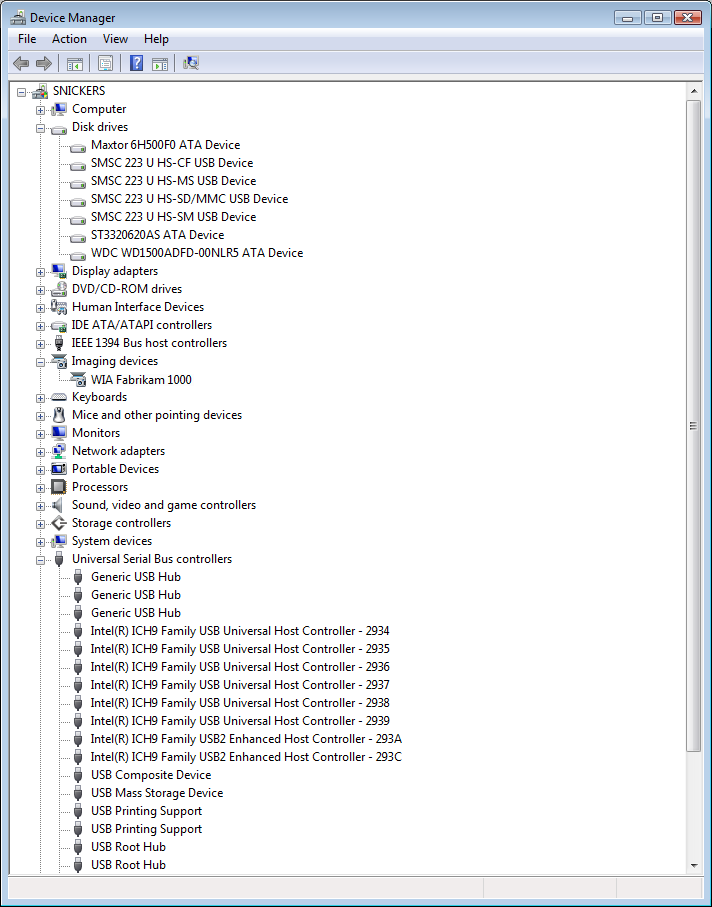 Device Manager
File Action View Help
SNICKERS
Computer
Disk drives
Maxtor 6H500F0 ATA Device
SMSC 223 U HS-CF USB Device
SMSC 223 U HS-MS USB Device
SMSC 223 U HS-SD/MMC USB Device
SMSC 223 U HS-SM USB Device
ST3320620AS ATA Device
WDC WD1500ADFD-00NLR5 ATA Device
Display adapters
DVD/CD-ROM drives
Human Interface Devices
IDE ATA/ATAPI controllers
IEEE 1394 Bus host controllers
Imaging devices
WIA Fabrikam 1000
Keyboards
Mice and other pointing devices
Monitors
Network adapters
Portable Devices
Processors
Sound, video and game controllers
Storage controllers
System devices
Universal Serial Bus controllers
Generic USB Hub
Generic USB Hub
Generic USB Hub
Intel(R) ICH9 Family USB Universal Host Controller - 2934
Intel(R) ICH9 Family USB Universal Host Controller - 2935
Intel(R) ICH9 Family USB Universal Host Controller - 2936
Intel(R) ICH9 Family USB Universal Host Controller - 2937
Intel(R) ICH9 Family USB Universal Host Controller - 2938
Intel(R) ICH9 Family USB Universal Host Controller - 2939
Intel(R) ICH9 Family USB2 Enhanced Host Controller - 293A
Intel(R) ICH9 Family USB2 Enhanced Host Controller - 293C
USB Composite Device
USB Mass Storage Device
USB Printing Support
USB Printing Support
USB Root Hub
USB Root Hub